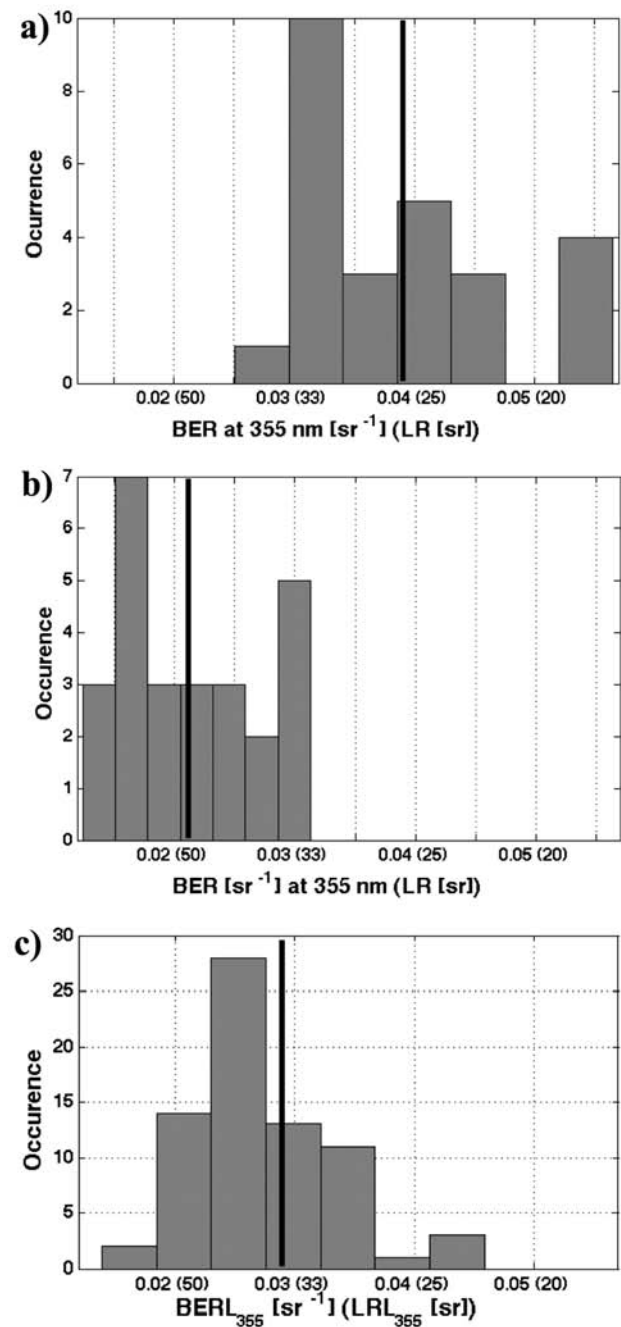 a)
10
8
6
4
2
0
Ocurrence
0.02 (50) 0.03 (33) 0.04 (25) 0.05 (20)
BER at 355 nm [sr -1] (LR [sr])
b)
7
6
5
4
3
2
1
0
Occurence
0.02 (50) 0.03 (33) 0.04 (25) 0.05 (20)
BER [sr -1] at 355 nm (LR [sr])
c)
30
25
20
15
10
5
0
Occurence
0.02 (50) 0.03 (33) 0.04 (25) 0.05 (20)
BERL355 [sr -1] (LRL355 [sr])